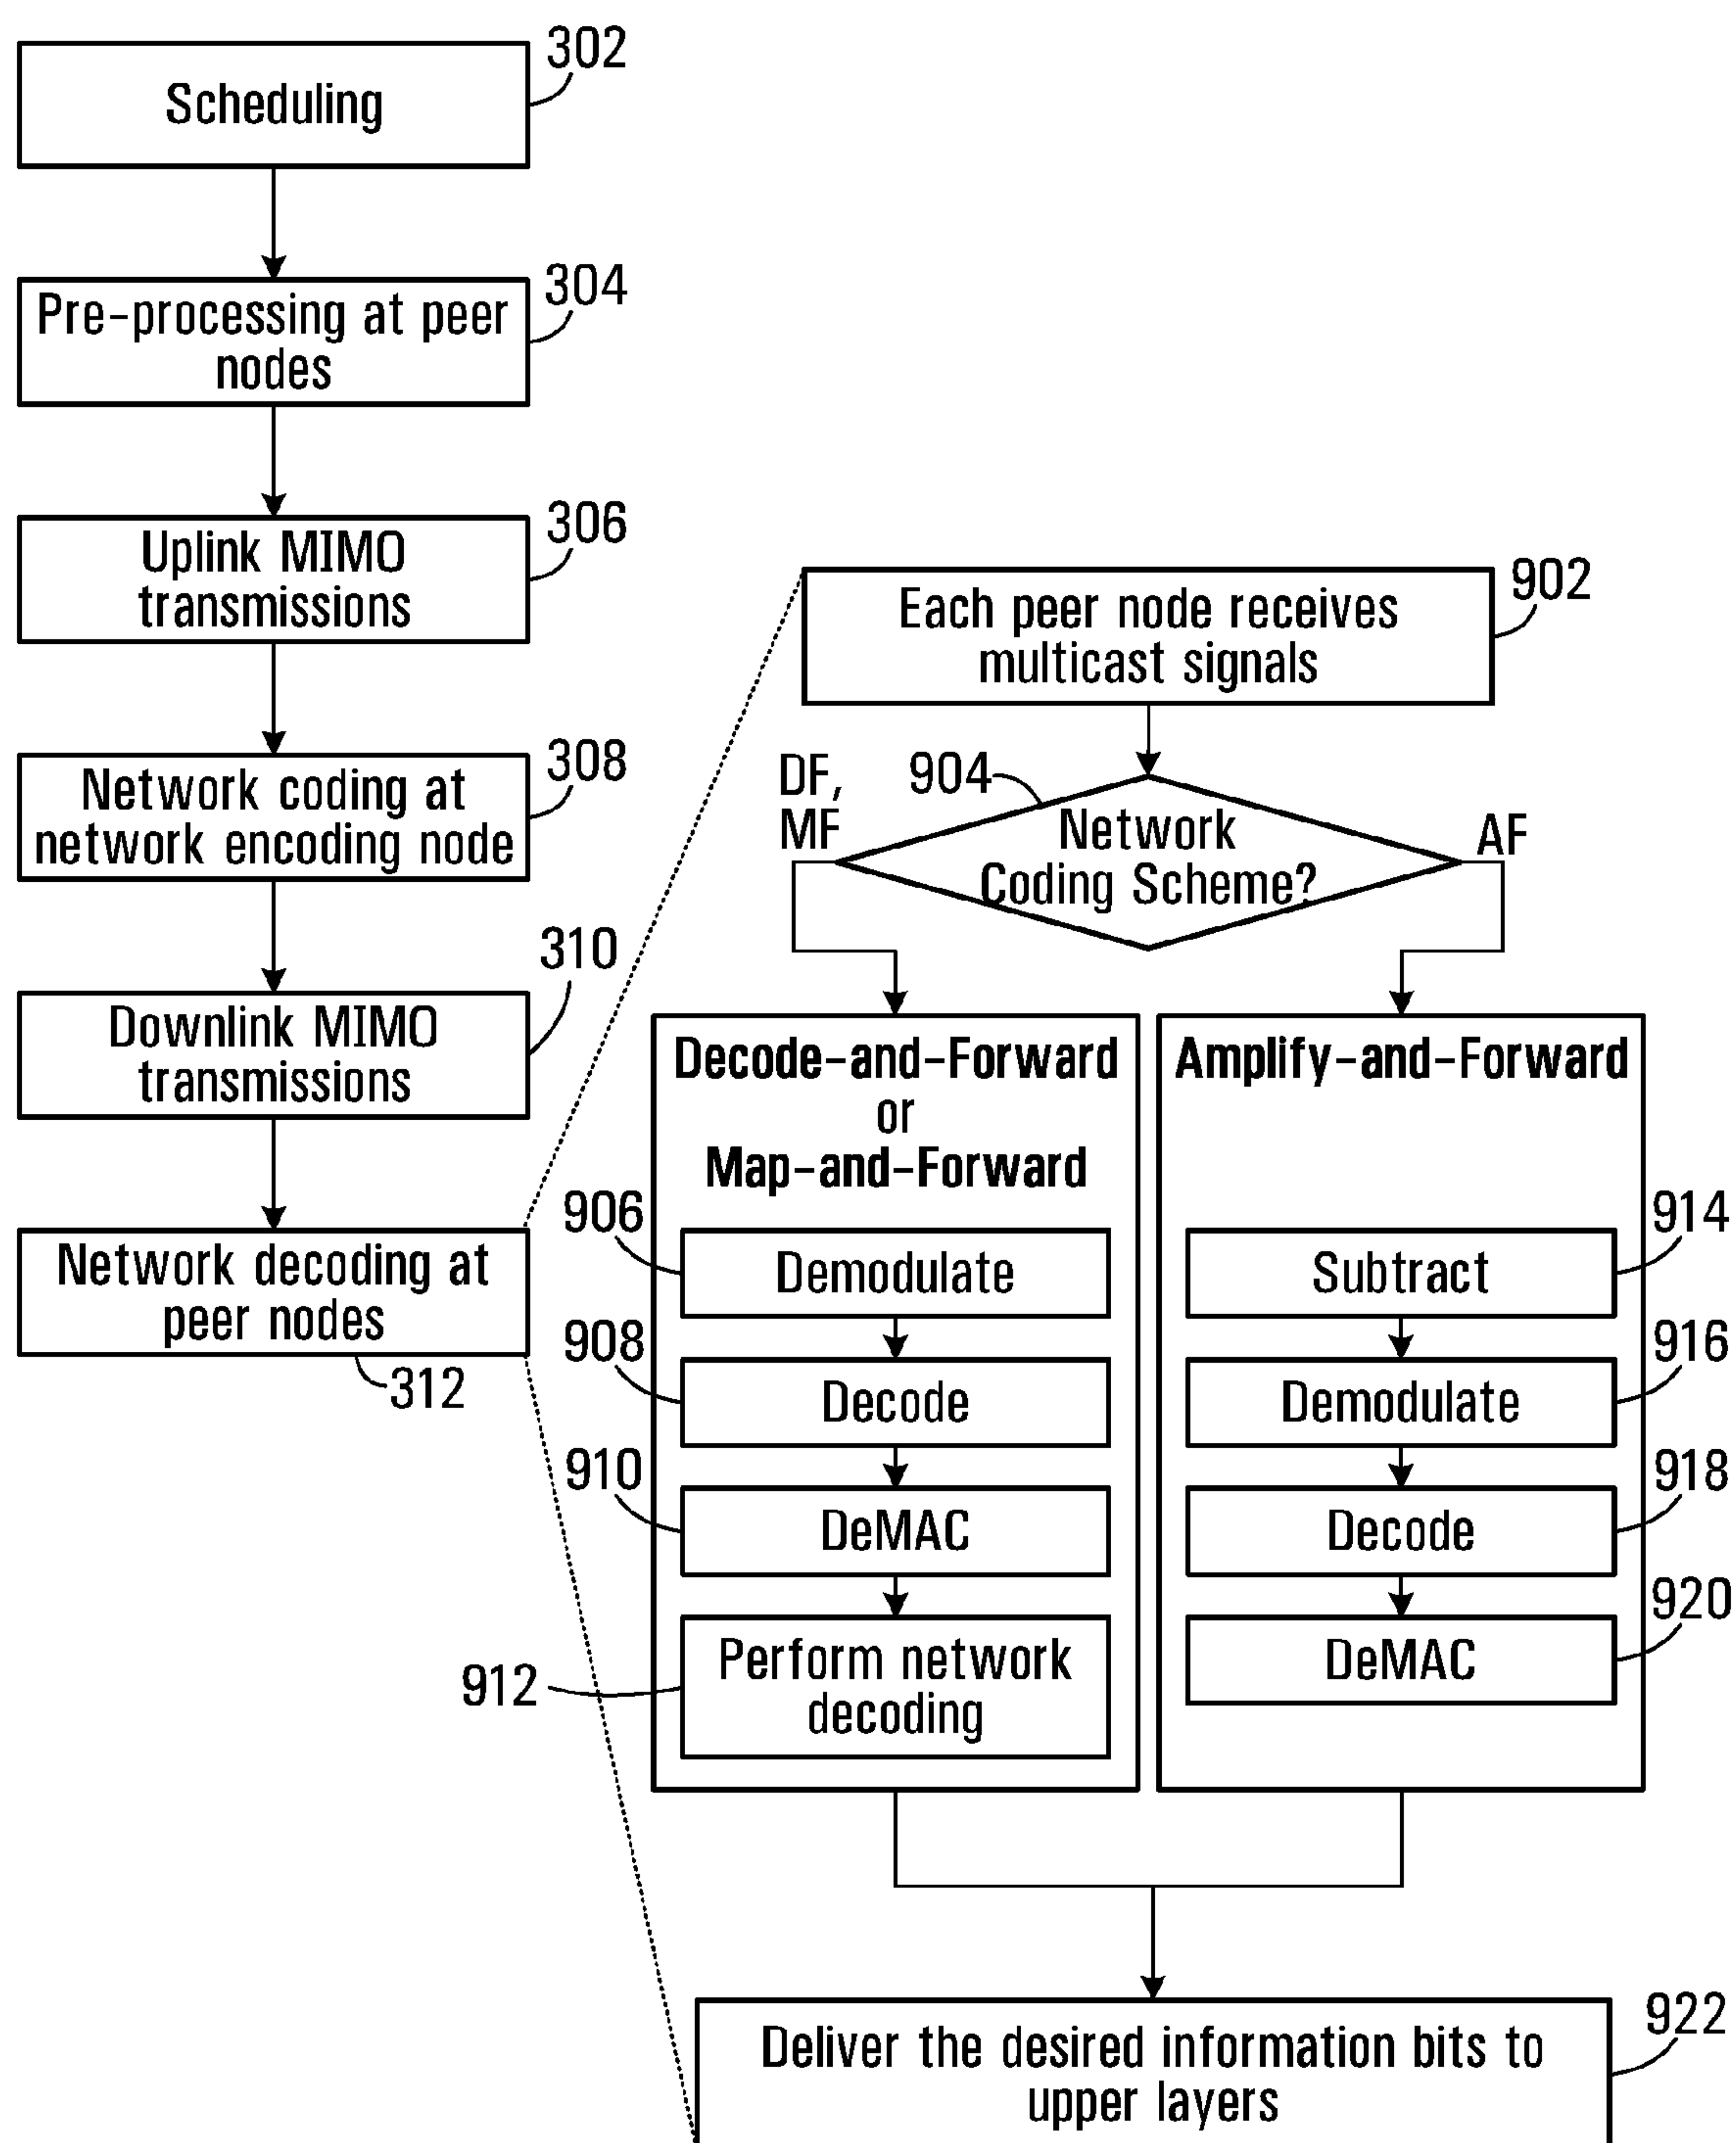 302
Scheduling
304
Pre-processing at peer
nodes
306
Uplink MIMO
transmissions
308
Network coding at
network encoding node
310
Downlink MIMO
transmissions
Network decoding at
peer nodes
312
902
Each peer node receives
multicast signals
904
DF,
MF
Network
Coding Scheme?
AF
Decode-and-Forward
or
Map-and-Forward
906
Demodulate
908
Decode
910
DeMAC
912
Perform network
decoding
Amplify-and-Forward
914
Subtract
916
Demodulate
918
Decode
920
DeMAC
922
Deliver the desired information bits to
upper layers